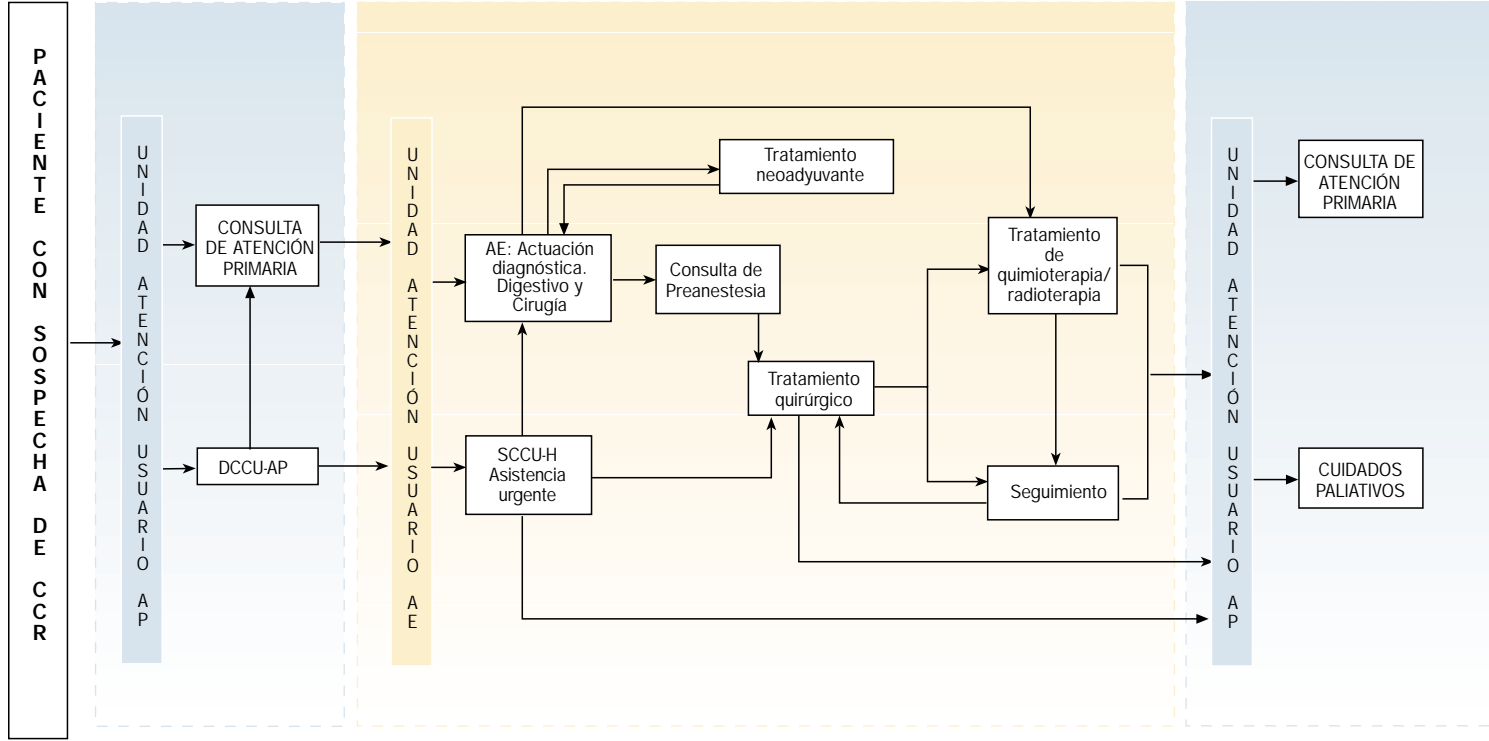 PACIENTE CON SOSPECHA DE CCR
UNIDAD ATENCIÓN USUARIO AP
CONSULTA
DE ATENCIÓN
PRIMARIA
DCCU-AP
UNIDAD ATENCIÓN USUARIO AE
Tratamiento
neoadyuvante
AE: Actuación
diagnóstica.
Digestivo y
Cirugía
Consulta de
Preanestesia
Tratamiento
de
quimioterapia/
radioterapia
Tratamiento
quirúrgico
SCCU-H
Asistencia
urgente
Seguimiento
UNIDAD ATENCIÓN USUARIO AP
CONSULTA DE
ATENCIÓN
PRIMARIA
CUIDADOS
PALIATIVOS